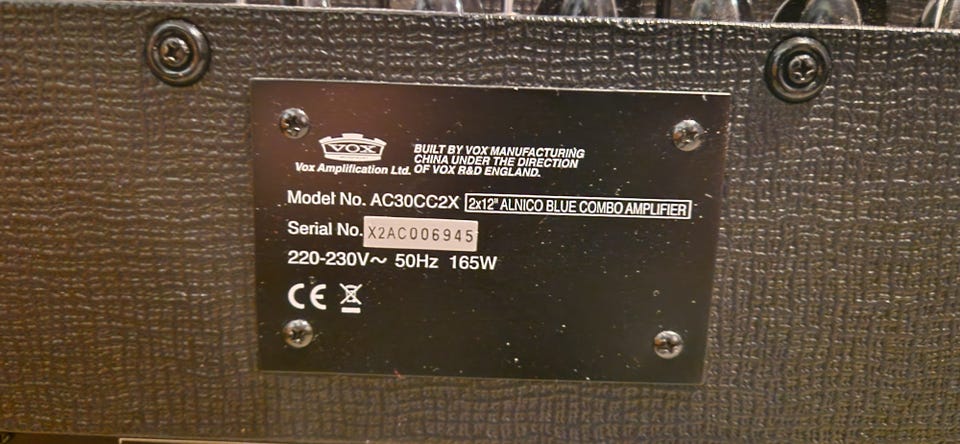 VOX
Vox Amplification Ltd.
BUILT BY VOX MANUFACTURING
CHINA UNDER THE DIRECTION
OF VOX R&D ENGLAND.
Model No. AC30CC2X 2x12" ALNICO BLUE COMBO AMPLIFIER
Serial No. X2AC006945
220-230V~ 50Hz 165W
CE